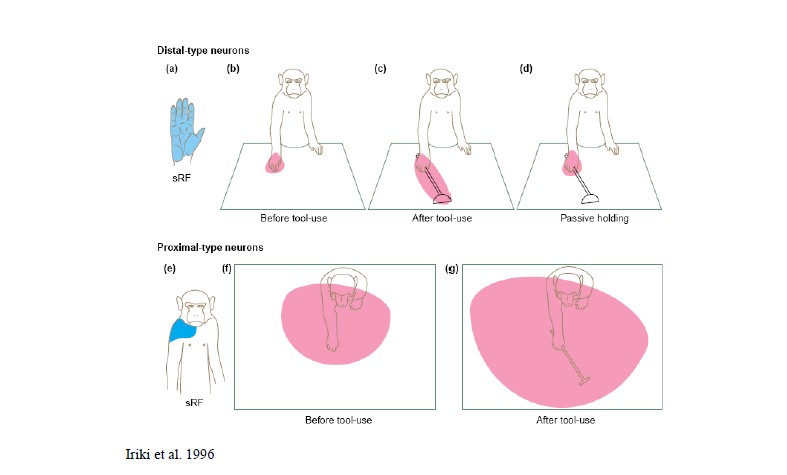 Distal-type neurons
(a) (b) (c) (d)
sRF
Before tool-use After tool-use Passive holding
Proximal-type neurons
(e) (f) (g)
sRF
Before tool-use After tool-use
Iriki et al. 1996